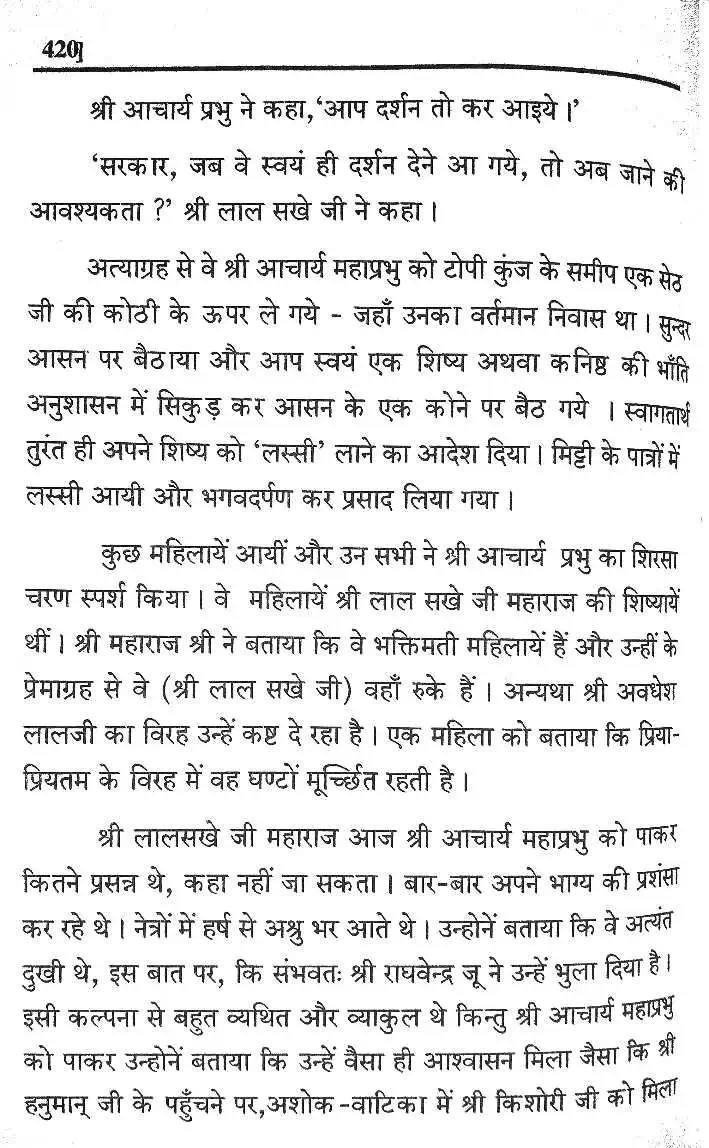 420]
श्री आचार्य प्रभु ने कहा,‘आप दर्शन तो कर आइये।’
‘सरकार, जब वे स्वयं ही दर्शन देने आ गये, तो अब जाने की
आवश्यकता ?’ श्री लाल सखे जी ने कहा।
अत्याग्रह से वे श्री आचार्य महाप्रभु को टोपी कुंज के समीप एक सेठ
जी की कोठी के ऊपर ले गये - जहाँ उनका वर्तमान निवास था। सुन्दर
आसन पर बैठाया और आप स्वयं एक शिष्य अथवा कनिष्ठ की भाँति
अनुशासन में सिकुड़ कर आसन के एक कोने पर बैठ गये । स्वागतार्थ
तुरंत ही अपने शिष्य को ‘लस्सी’ लाने का आदेश दिया। मिट्टी के पात्रों में
लस्सी आयी और भगवदर्पण कर प्रसाद लिया गया।
कुछ महिलायें आयीं और उन सभी ने श्री आचार्य प्रभु का शिरसा
चरण स्पर्श किया। वे महिलायें श्री लाल सखे जी महाराज की शिष्यायें
थीं। श्री महाराज श्री ने बताया कि वे भक्तिमती महिलायें हैं और उन्हीं के
प्रेमाग्रह से वे (श्री लाल सखे जी) वहाँ रुके हैं। अन्यथा श्री अवधेश
लालजी का विरह उन्हें कष्ट दे रहा है। एक महिला को बताया कि प्रिया-
प्रियतम के विरह में वह घण्टों मूर्च्छित रहती है।
श्री लालसखे जी महाराज आज श्री आचार्य महाप्रभु को पाकर
कितने प्रसन्न थे, कहा नहीं जा सकता। बार-बार अपने भाग्य की प्रशंसा
कर रहे थे। नेत्रों में हर्ष से अश्रु भर आते थे। उन्होनें बताया कि वे अत्यंत
दुखी थे, इस बात पर, कि संभवतः श्री राघवेन्द्र जू ने उन्हें भुला दिया है।
इसी कल्पना से बहुत व्यथित और व्याकुल थे किन्तु श्री आचार्य महाप्रभु
को पाकर उन्होनें बताया कि उन्हें वैसा ही आश्वासन मिला जैसा कि श्री
हनुमान् जी के पहुँचने पर,अशोक-वाटिका में श्री किशोरी जी को मिला